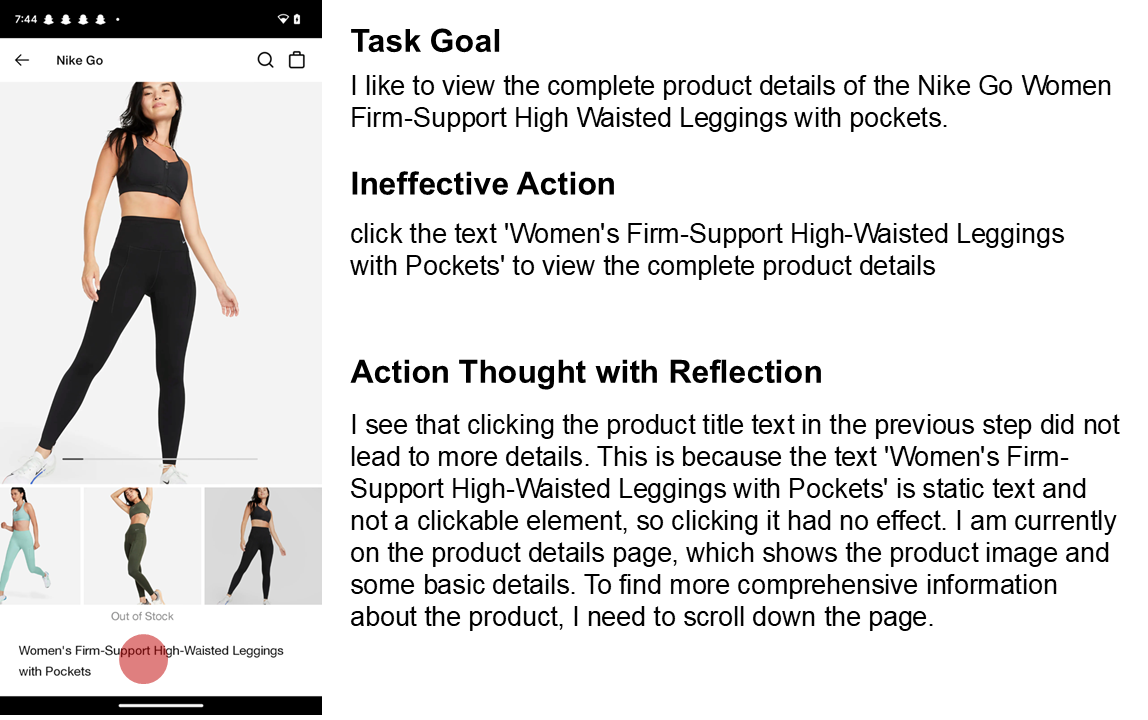 7:44
Nike Go
Out of Stock
Women's Firm-Support High-Waisted Leggings
with Pockets
Task Goal
I like to view the complete product details of the Nike Go Women
Firm-Support High Waisted Leggings with pockets.
Ineffective Action
click the text 'Women's Firm-Support High-Waisted Leggings
with Pockets' to view the complete product details
Action Thought with Reflection
I see that clicking the product title text in the previous step did not
lead to more details. This is because the text 'Women's Firm-
Support High-Waisted Leggings with Pockets' is static text and
not a clickable element, so clicking it had no effect. I am currently
on the product details page, which shows the product image and
some basic details. To find more comprehensive information
about the product, I need to scroll down the page.